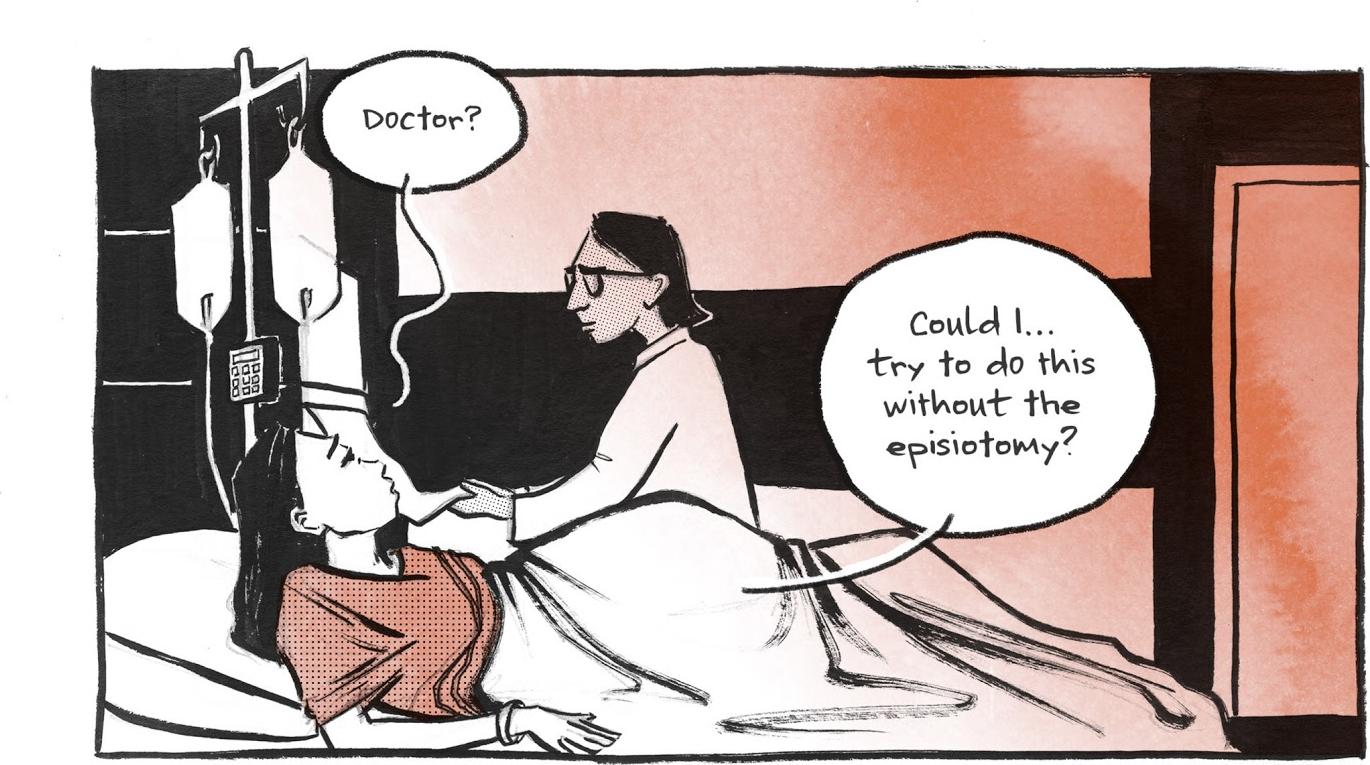 Doctor?
Could I...
try to do this
without the
episiotomy?